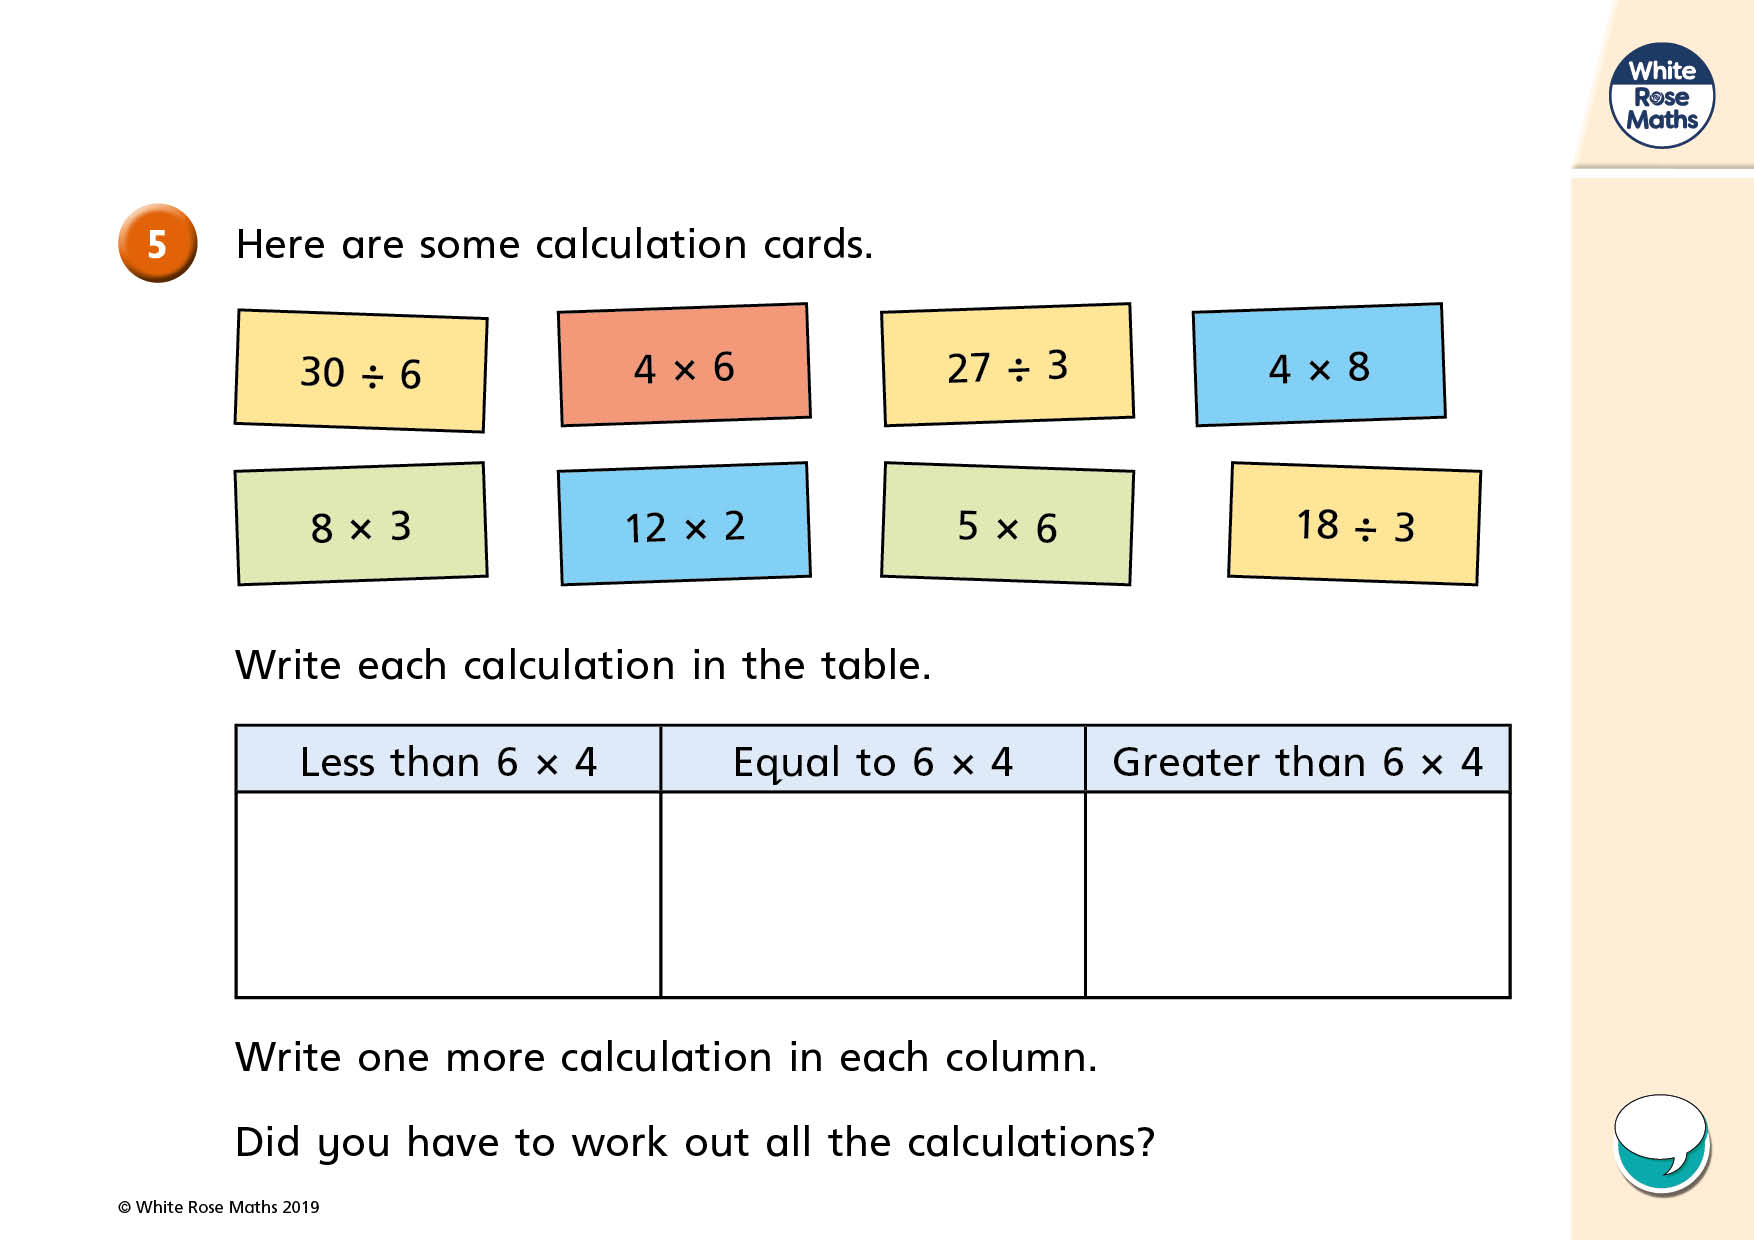 White
Rose
Maths
5 Here are some calculation cards.
30 ÷ 6 4 × 6 27 ÷ 3 4 × 8
8 × 3 12 × 2 5 × 6 18 ÷ 3
Write each calculation in the table.
Less than 6 × 4 Equal to 6 × 4 Greater than 6 × 4
Write one more calculation in each column.
Did you have to work out all the calculations?
© White Rose Maths 2019